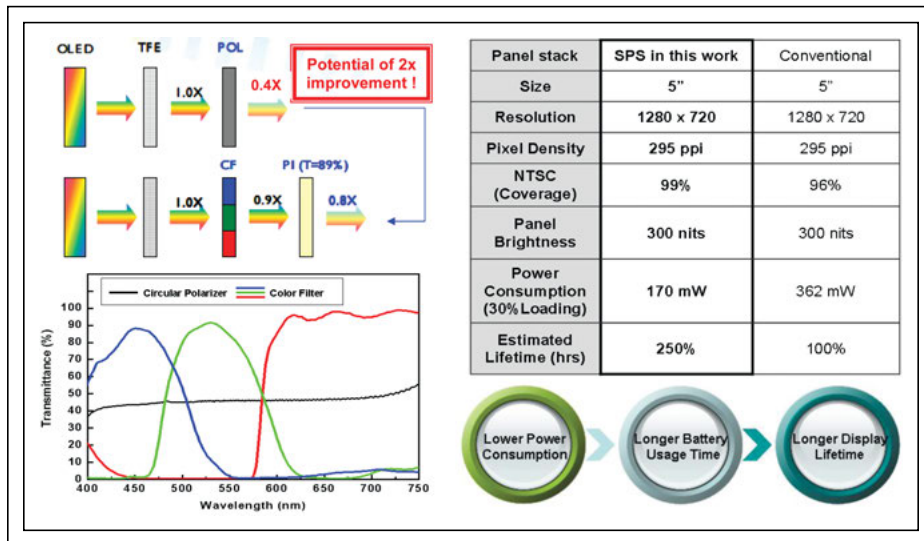 OLED TFE POL
Potential of 2x
improvement !
1.0X
0.4X
CF PI (T=89%)
1.0X
0.9X
0.8X
Circular Polarizer Color Filter
Transmittance (%)
100
90
80
70
60
50
40
30
20
10
0
400 450 500 550 600 650 700 750
Wavelength (nm)
Panel stack SPS in this work Conventional
Size 5" 5"
Resolution 1280 x 720 1280 x 720
Pixel Density 295 ppi 295 ppi
NTSC
(Coverage) 99% 96%
Panel
Brightness 300 nits 300 nits
Power
Consumption
(30%Loading) 170 mW 362 mW
Estimated
Lifetime (hrs) 250% 100%
Lower Power
Consumption
Longer Battery
Usage Time
Longer Display
Lifetime